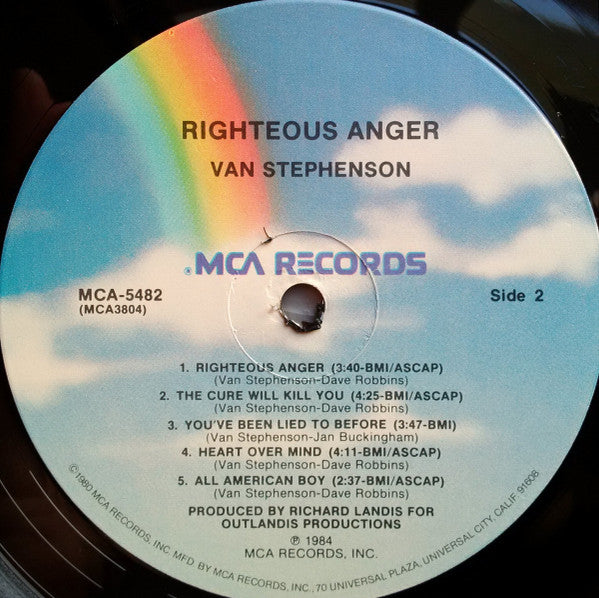 RIGHTEOUS ANGER
VAN STEPHENSON
®MCA RECORDS
MCA-5482
(MCA3804)
Side 2
1. RIGHTEOUS ANGER (3:40-BMI/ASCAP)
(Van Stephenson-Dave Robbins)
2. THE CURE WILL KILL YOU (4:25-BMI/ASCAP)
(Van Stephenson-Dave Robbins)
3. YOU'VE BEEN LIED TO BEFORE (3:47-BMI)
(Van Stephenson-Jan Buckingham)
4. HEART OVER MIND (4:11-BMI/ASCAP)
(Van Stephenson-Dave Robbins)
5. ALL AMERICAN BOY (2:37-BMI/ASCAP)
(Van Stephenson-Dave Robbins)
PRODUCED BY RICHARD LANDIS FOR
OUTLANDIS PRODUCTIONS
℗ 1984
MCA RECORDS, INC.
©1980 MCA RECORDS, INC. MFD. BY MCA RECORDS, INC., 70 UNIVERSAL PLAZA, UNIVERSAL CITY, CALIF. 91608